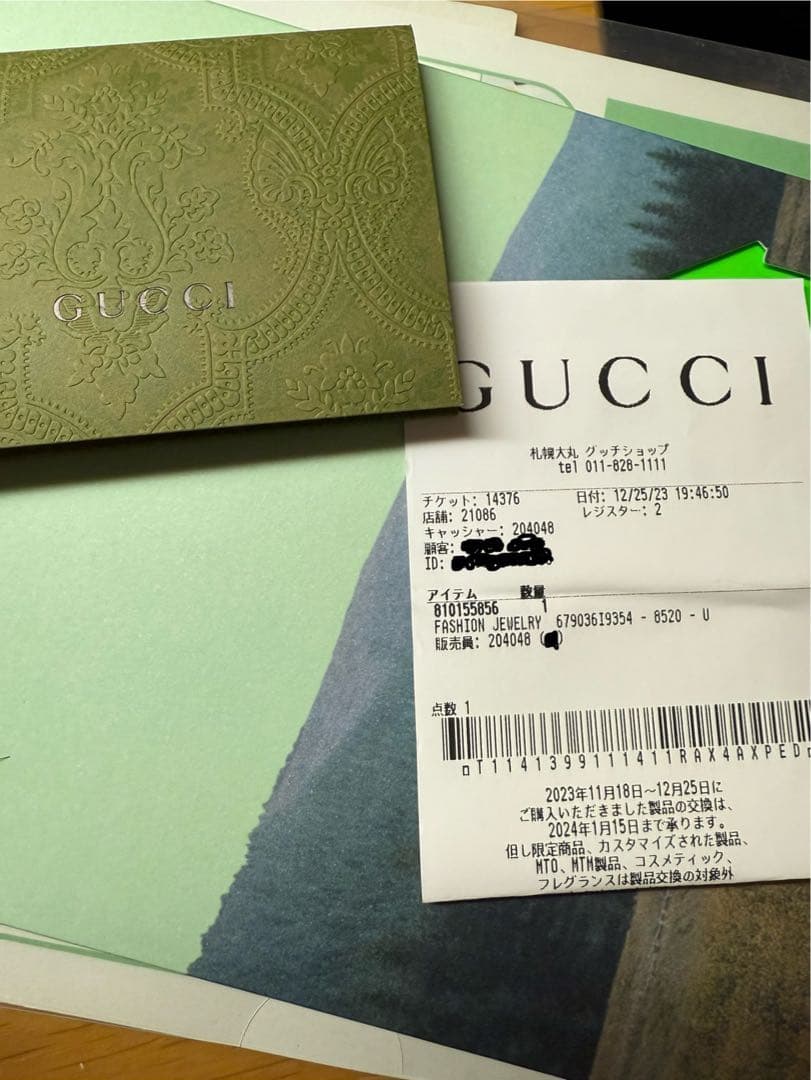 GUCCI
GUCCI
札幌大丸 グッチショップ
tel 011-828-1111
チケット: 14376 日付: 12/25/23 19:46:50
店舗: 21086 レジスター: 2
キャッシャー: 204048
顧客:
ID:
アイテム 数量
810155856 1
FASHION JEWELRY 679036I9354 - 8520 - U
販売員: 204048 ( )
点数 1
T1141399111411RAX4AXPED
2023年11月18日~12月25日に
ご購入いただきました製品の交換は、
2024年1月15日まで承ります。
但し限定商品、カスタマイズされた製品、
MTO、MTM製品、コスメティック、
フレグランスは製品交換の対象外